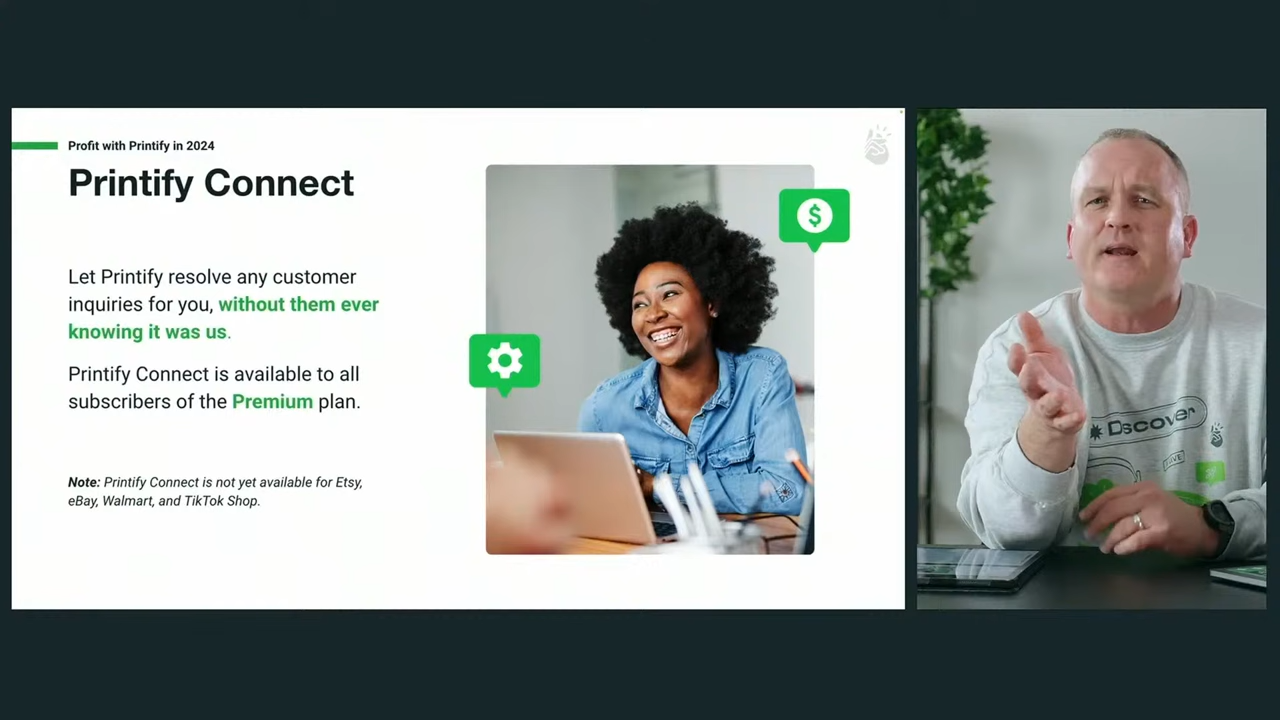 Profit with Printify in 2024
Printify Connect
Let Printify resolve any customer
inquiries for you, without them ever
knowing it was us.
Printify Connect is available to all
subscribers of the Premium plan.
Note: Printify Connect is not yet available for Etsy,
eBay, Walmart, and TikTok Shop.
$
Dscover